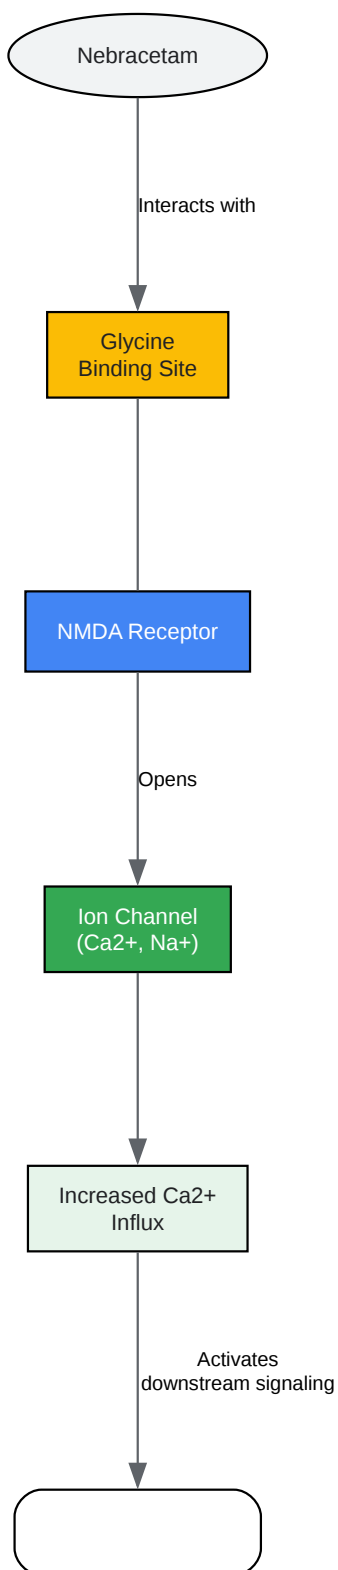 Nebracetam
Interacts with
Glycine
Binding Site
NMDA Receptor
Opens
Ion Channel
(Ca2+, Na+)
Increased Ca2+
Influx
Activates
downstream signaling